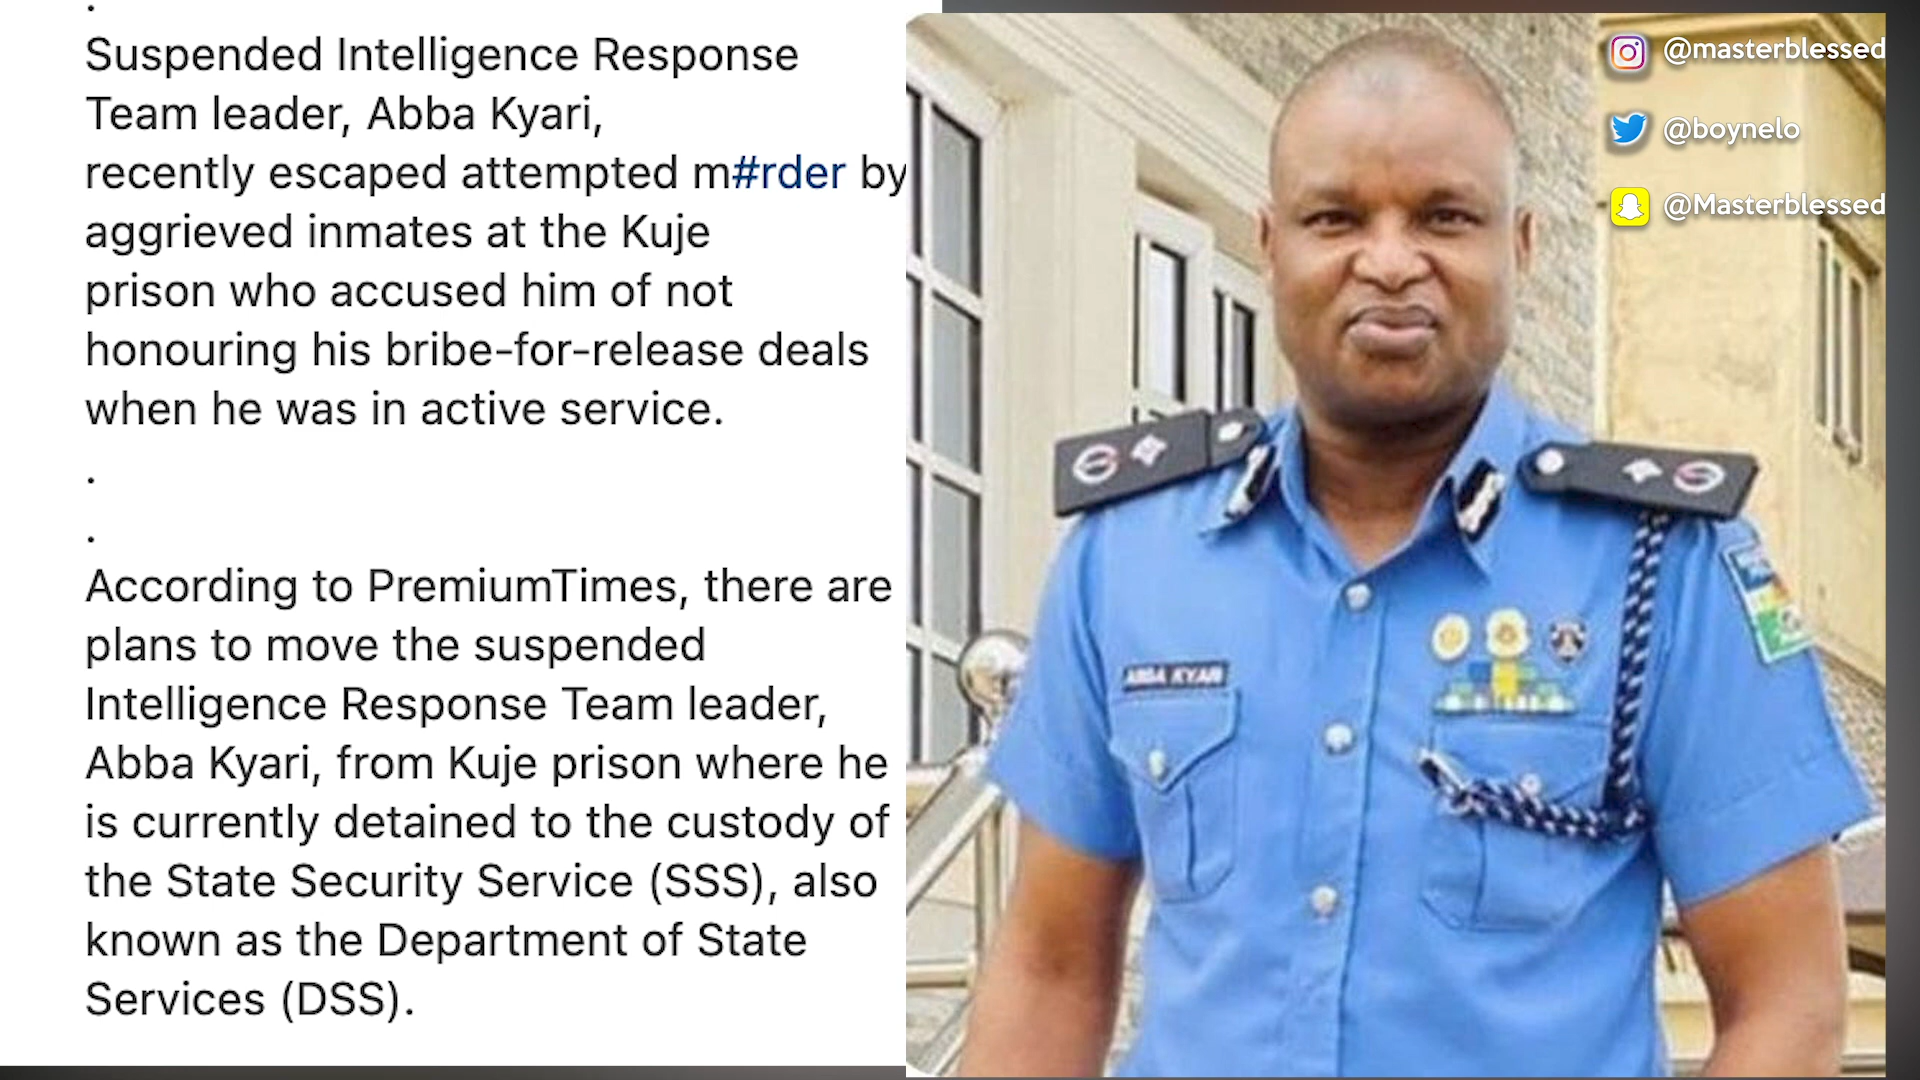 .
Suspended Intelligence Response
Team leader, Abba Kyari,
recently escaped attempted m#rder by
aggrieved inmates at the Kuje
prison who accused him of not
honouring his bribe-for-release deals
when he was in active service.
.
.
According to PremiumTimes, there are
plans to move the suspended
Intelligence Response Team leader,
Abba Kyari, from Kuje prison where he
is currently detained to the custody of
the State Security Service (SSS), also
known as the Department of State
Services (DSS).
@masterblessed
@boynelo
@Masterblessed
ABBA KYARI